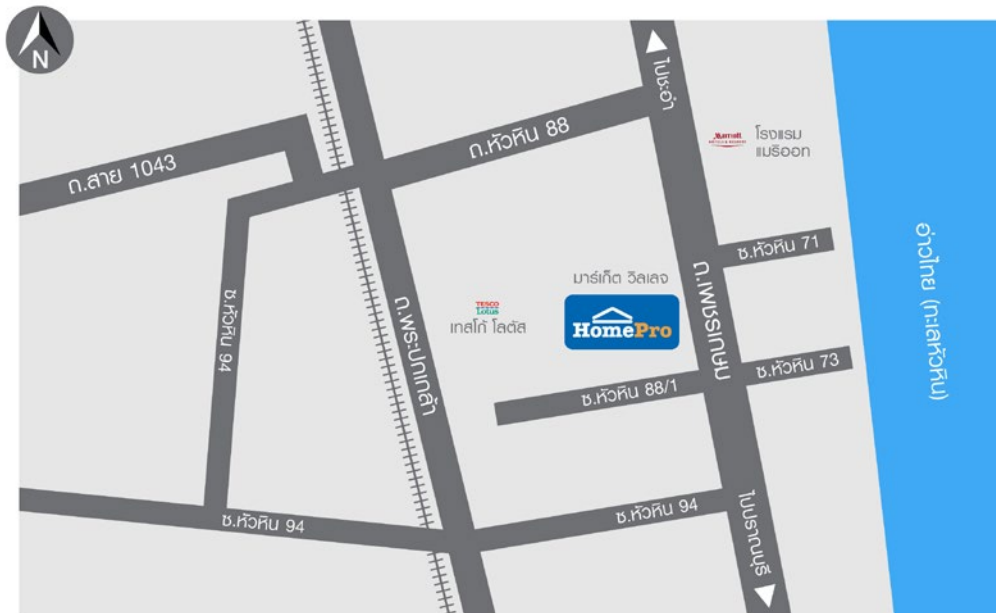 N
ไปชะอำ
ถ.หัวหิน 88
Marriott
โรงแรม
แมริออท
ถ.สาย 1043
ซ.หัวหิน 71
อ่าวไทย (ทะเลหัวหิน)
ถ.เพชรเกษม
มาร์เก็ต วิลเลจ
HomePro
TESCO
Lotus
เทสโก้ โลตัส
ซ.หัวหิน 94
ถ.พระปกเกล้า
ซ.หัวหิน 73
ซ.หัวหิน 88/1
ซ.หัวหิน 94
ซ.หัวหิน 94
ไปปราณบุรี